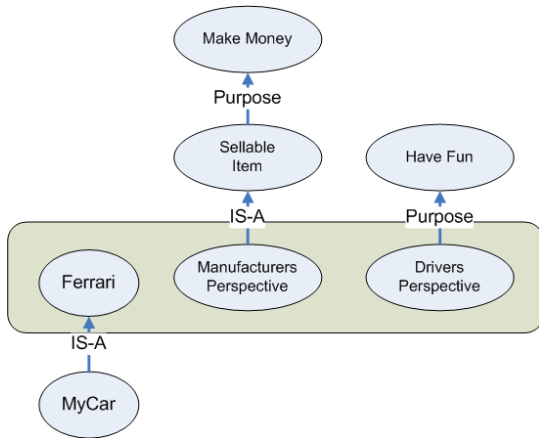 Make Money
Purpose
Sellable
Item
Have Fun
IS-A
Purpose
Ferrari
Manufacturers
Perspective
Drivers
Perspective
IS-A
MyCar